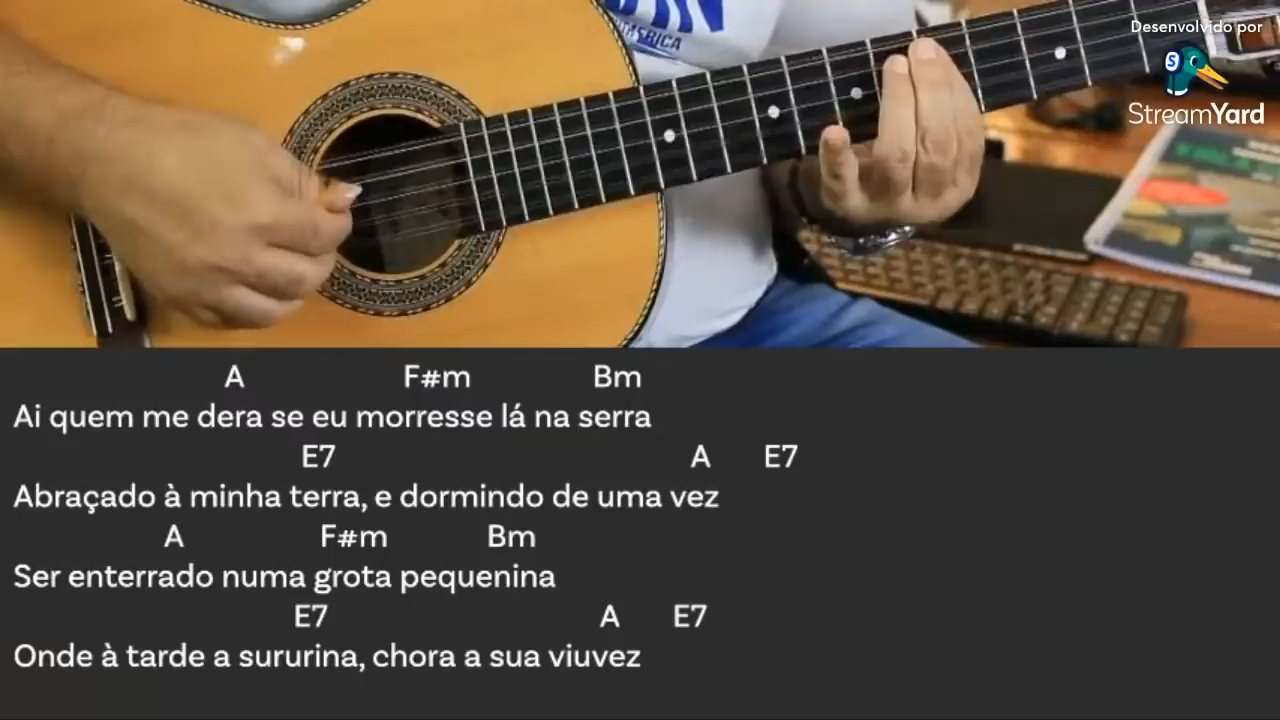 Desenvolvido por
StreamYard
A F#m Bm
Ai quem me dera se eu morresse lá na serra
E7 A E7
Abraçado à minha terra, e dormindo de uma vez
A F#m Bm
Ser enterrado numa grota pequenina
E7 A E7
Onde à tarde a sururina, chora a sua viuvez